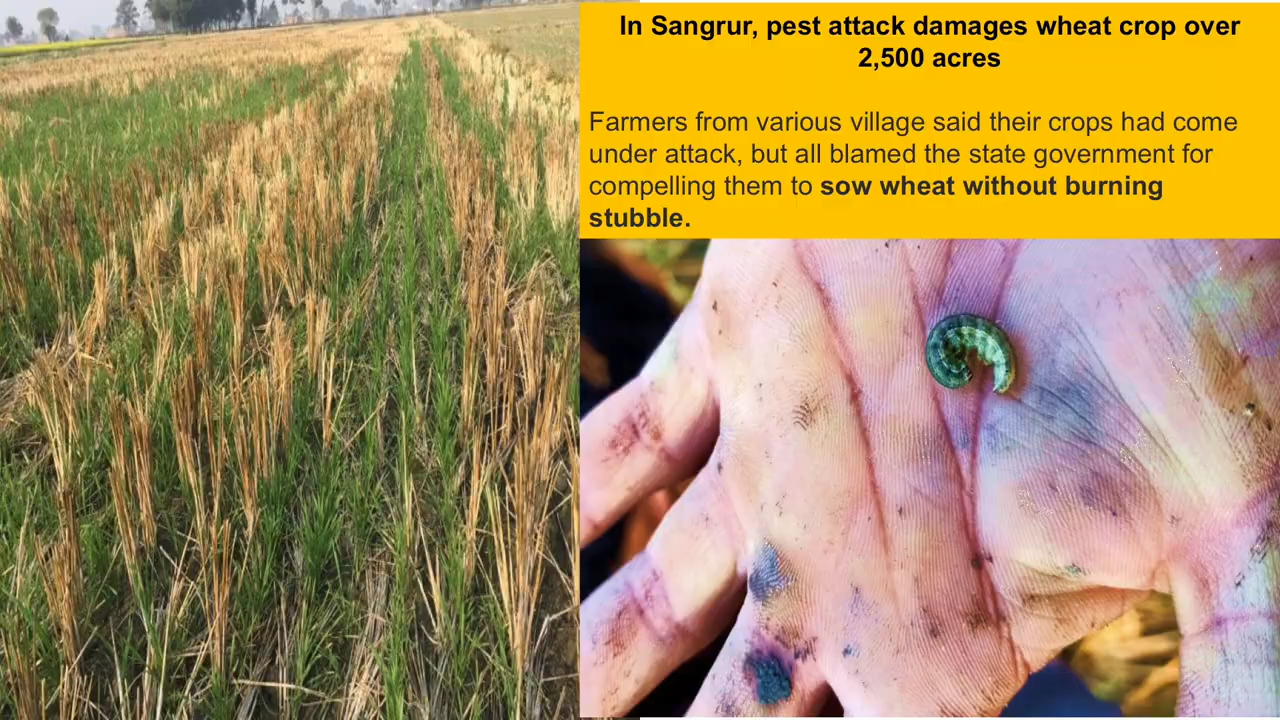 In Sangrur, pest attack damages wheat crop over
2,500 acres
Farmers from various village said their crops had come
under attack, but all blamed the state government for
compelling them to sow wheat without burning
stubble.